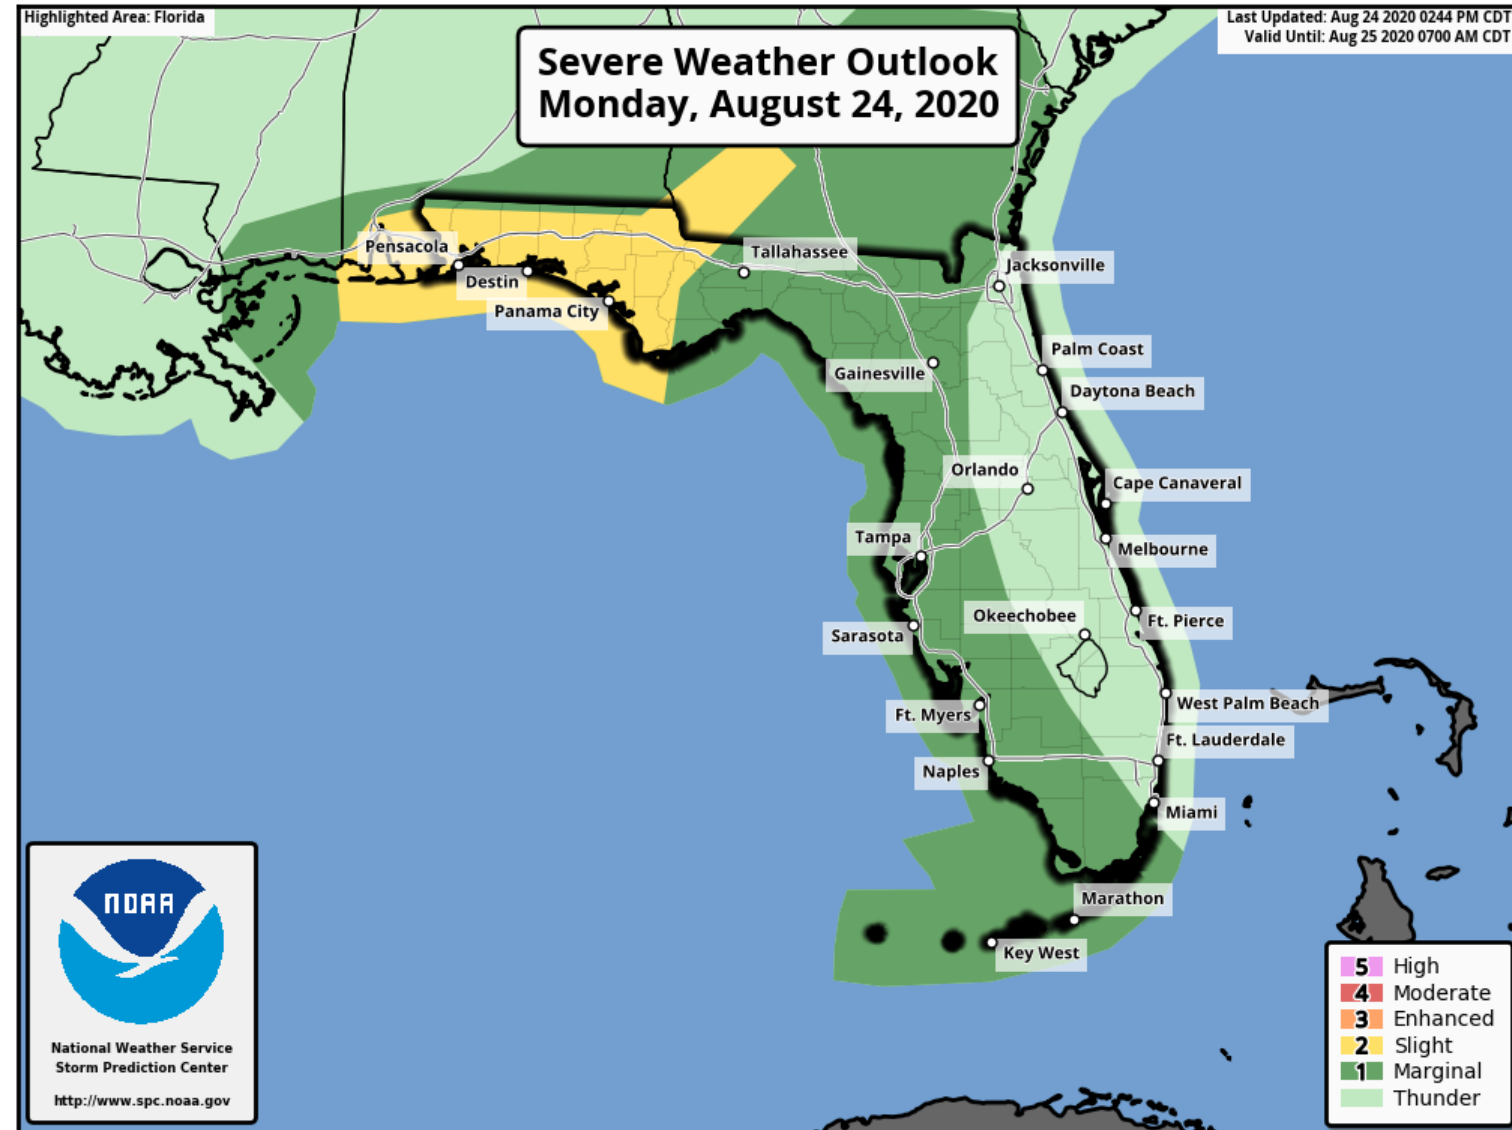 Highlighted Area: Florida
Last Updated: Aug 24 2020 0244 PM CDT
Valid Until: Aug 25 2020 0700 AM CDT
Severe Weather Outlook
Monday, August 24, 2020
Pensacola
Destin
Panama City
Tallahassee
Jacksonville
Palm Coast
Gainesville
Daytona Beach
Orlando
Cape Canaveral
Tampa
Melbourne
Okeechobee
Ft. Pierce
Sarasota
West Palm Beach
Ft. Myers
Ft. Lauderdale
Naples
Miami
Marathon
Key West
NOAA
National Weather Service
Storm Prediction Center
http://www.spc.noaa.gov
5 High
4 Moderate
3 Enhanced
2 Slight
1 Marginal
Thunder